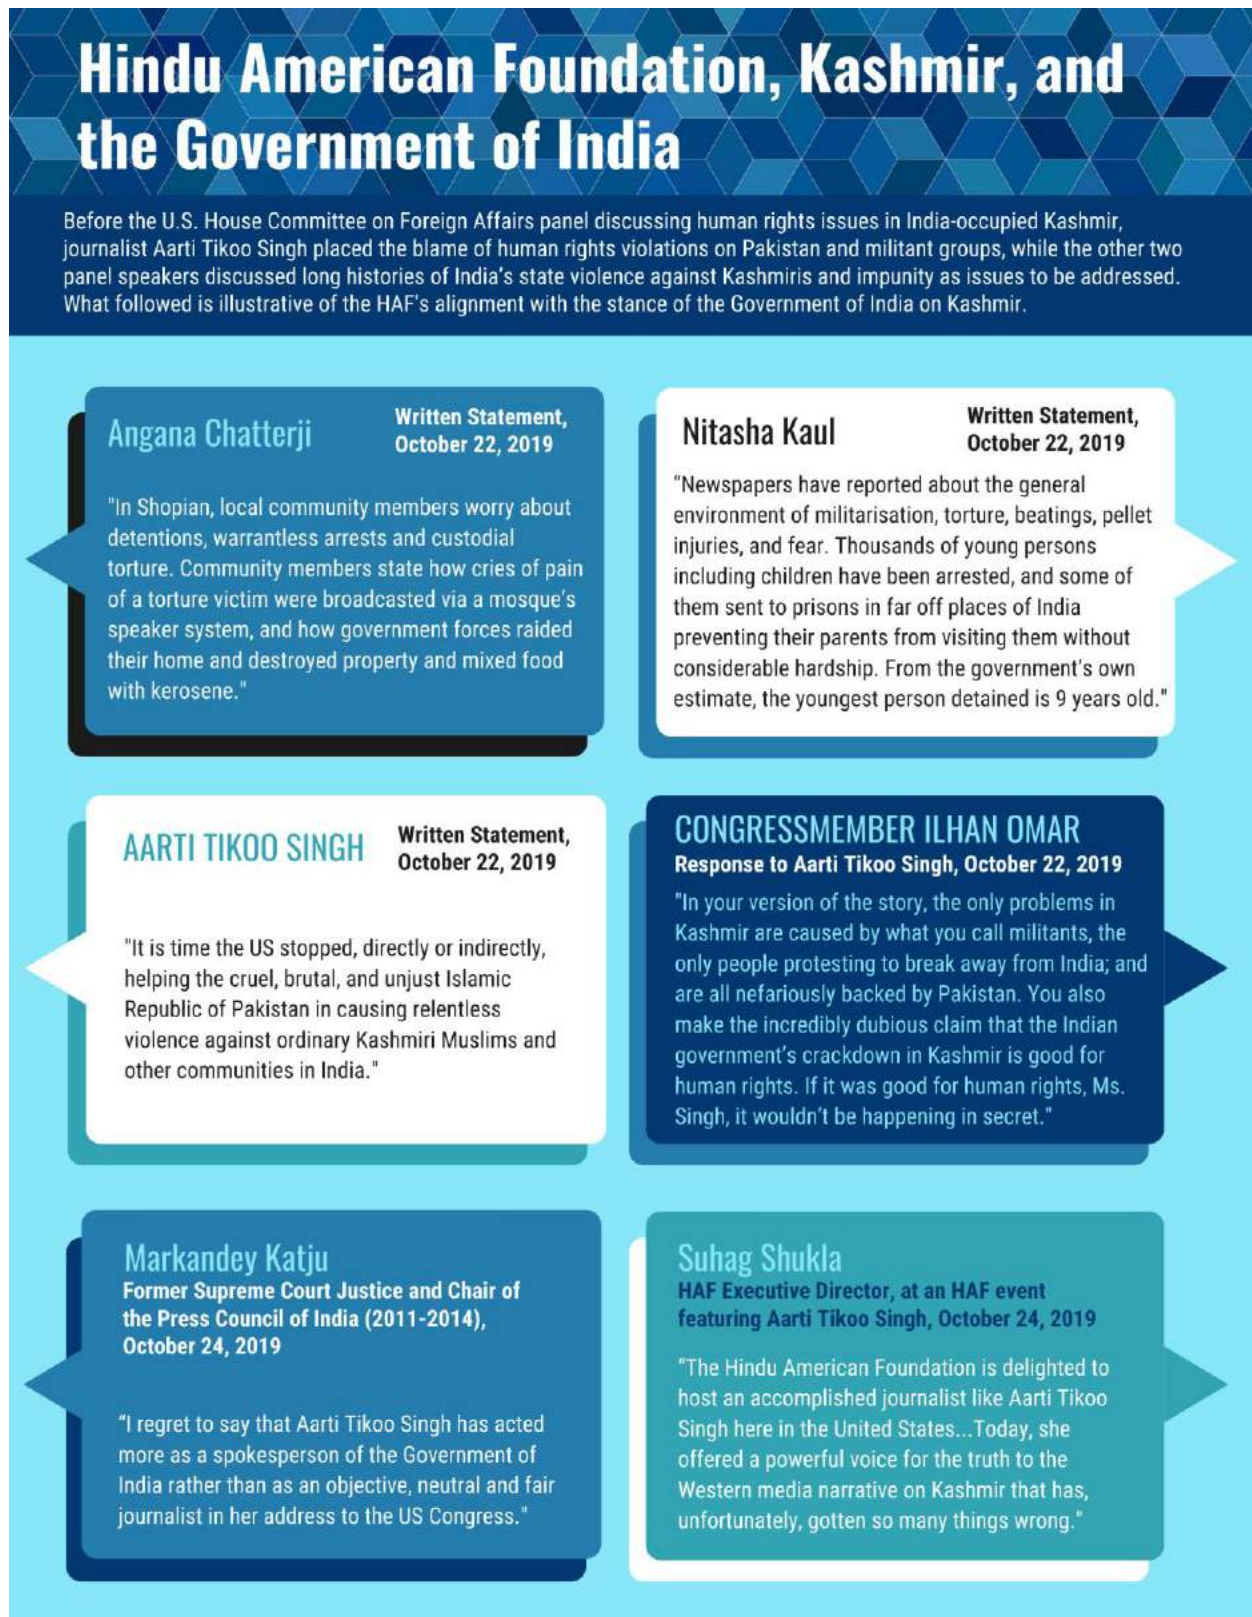 Hindu American Foundation, Kashmir, and
the Government of India
Before the U.S. House Committee on Foreign Affairs panel discussing human rights issues in India-occupied Kashmir,
journalist Aarti Tikoo Singh placed the blame of human rights violations on Pakistan and militant groups, while the other two
panel speakers discussed long histories of India's state violence against Kashmiris and impunity as issues to be addressed.
What followed is illustrative of the HAF's alignment with the stance of the Government of India on Kashmir.
Angana Chatterji
Written Statement,
October 22, 2019
"In Shopian, local community members worry about
detentions, warrantless arrests and custodial
torture. Community members state how cries of pain
of a torture victim were broadcasted via a mosque's
speaker system, and how government forces raided
their home and destroyed property and mixed food
with kerosene."
Nitasha Kaul
Written Statement,
October 22, 2019
"Newspapers have reported about the general
environment of militarisation, torture, beatings, pellet
injuries, and fear. Thousands of young persons
including children have been arrested, and some of
them sent to prisons in far off places of India
preventing their parents from visiting them without
considerable hardship. From the government's own
estimate, the youngest person detained is 9 years old."
AARTI TIKOO SINGH
Written Statement,
October 22, 2019
"It is time the US stopped, directly or indirectly,
helping the cruel, brutal, and unjust Islamic
Republic of Pakistan in causing relentless
violence against ordinary Kashmiri Muslims and
other communities in India."
CONGRESSMEMBER ILHAN OMAR
Response to Aarti Tikoo Singh, October 22, 2019
"In your version of the story, the only problems in
Kashmir are caused by what you call militants, the
only people protesting to break away from India; and
are all nefariously backed by Pakistan. You also
make the incredibly dubious claim that the Indian
government's crackdown in Kashmir is good for
human rights. If it was good for human rights, Ms.
Singh, it wouldn't be happening in secret."
Markandey Katju
Former Supreme Court Justice and Chair of
the Press Council of India (2011-2014),
October 24, 2019
"I regret to say that Aarti Tikoo Singh has acted
more as a spokesperson of the Government of
India rather than as an objective, neutral and fair
journalist in her address to the US Congress."
Suhag Shukla
HAF Executive Director, at an HAF event
featuring Aarti Tikoo Singh, October 24, 2019
"The Hindu American Foundation is delighted to
host an accomplished journalist like Aarti Tikoo
Singh here in the United States...Today, she
offered a powerful voice for the truth to the
Western media narrative on Kashmir that has,
unfortunately, gotten so many things wrong."